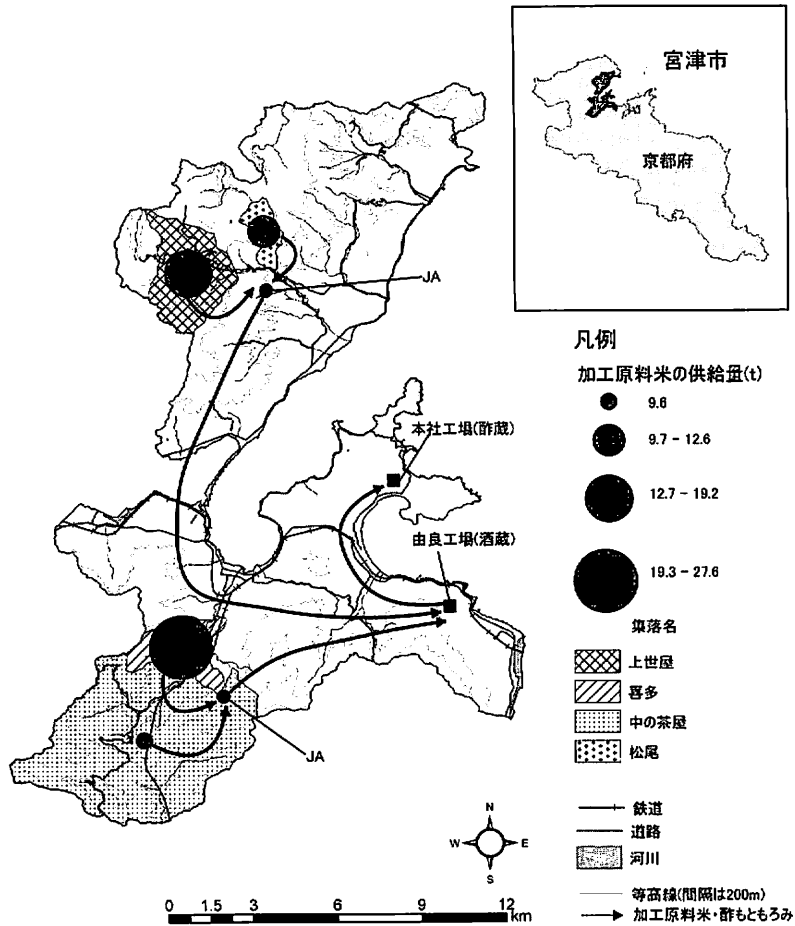 宮津市
京都府
JA
本社工場(酢蔵)
由良工場(酒蔵)
JA
凡例
加工原料米の供給量(t)
9.6
9.7 - 12.6
12.7 - 19.2
19.3 - 27.6
集落名
上世屋
喜多
中の茶屋
松尾
鉄道
道路
河川
等高線(間隔は200m)
加工原料米・酢もともろみ
N
W E
S
0 1.5 3 6 9 12
km